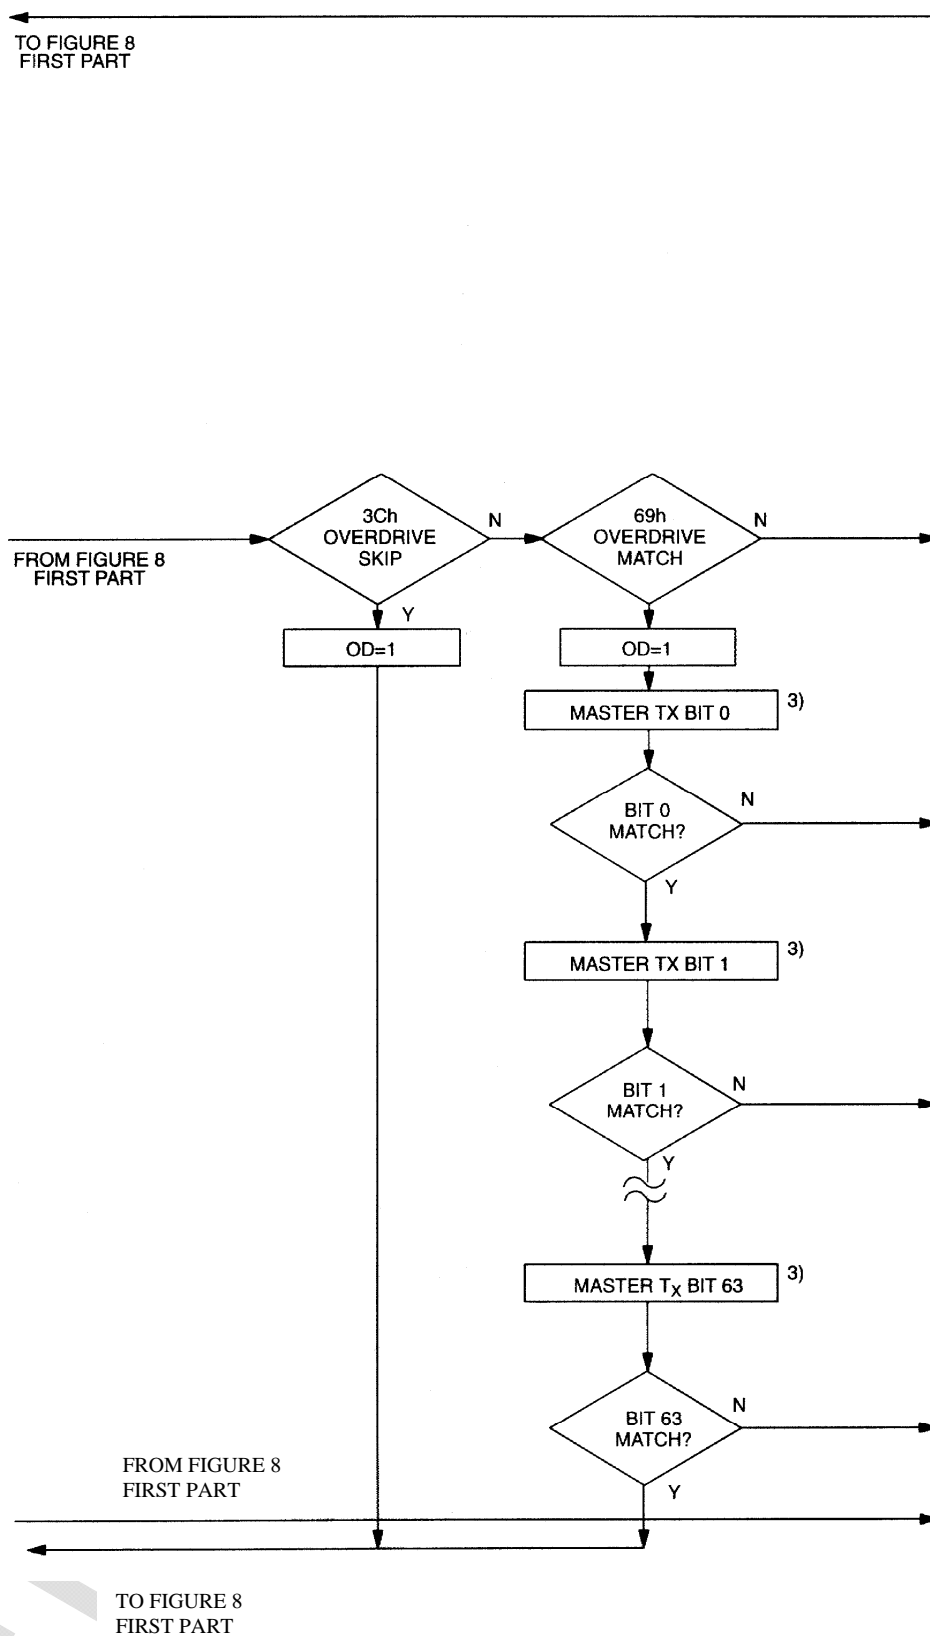 TO FIGURE 8
FIRST PART
3Ch
OVERDRIVE
SKIP
N
69h
OVERDRIVE
MATCH
N
FROM FIGURE 8
FIRST PART
Y
OD=1
OD=1
MASTER TX BIT 0
3)
BIT 0
MATCH?
N
Y
MASTER TX BIT 1
3)
BIT 1
MATCH?
N
Y
MASTER TX BIT 63
3)
BIT 63
MATCH?
N
Y
FROM FIGURE 8
FIRST PART
TO FIGURE 8
FIRST PART